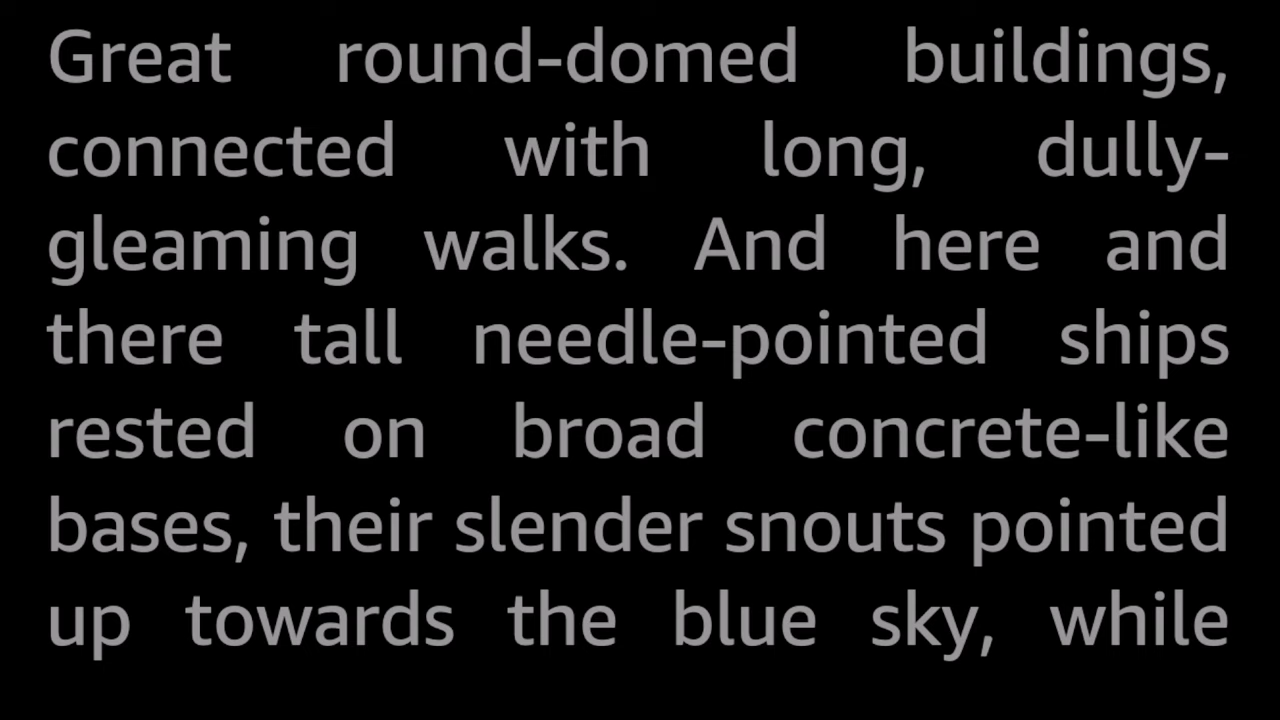 Great round-domed buildings,
connected with long, dully-
gleaming walks. And here and
there tall needle-pointed ships
rested on broad concrete-like
bases, their slender snouts pointed
up towards the blue sky, while